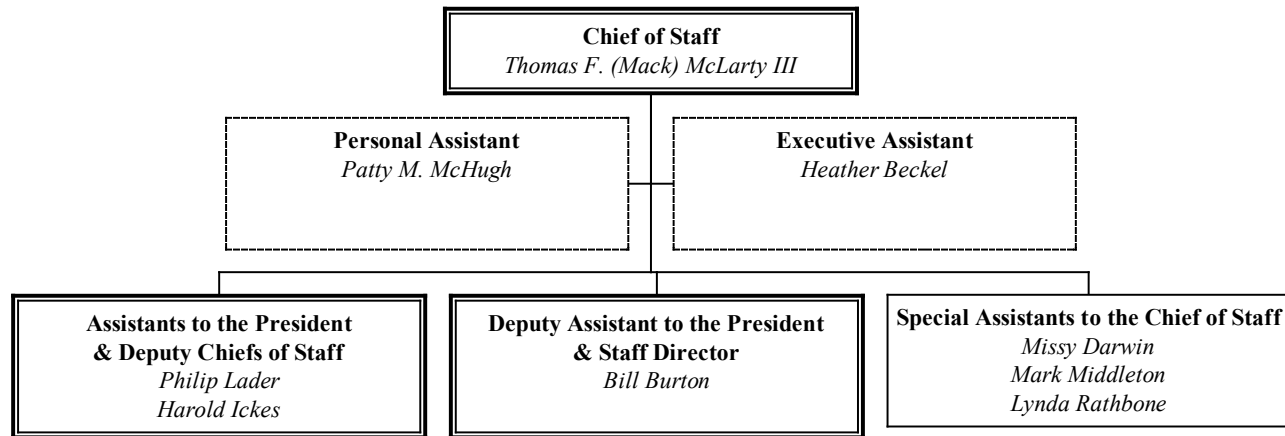 Chief of Staff
Thomas F. (Mack) McLarty III
Personal Assistant
Patty M. McHugh
Executive Assistant
Heather Beckel
Assistants to the President
& Deputy Chiefs of Staff
Philip Lader
Harold Ickes
Deputy Assistant to the President
& Staff Director
Bill Burton
Special Assistants to the Chief of Staff
Missy Darwin
Mark Middleton
Lynda Rathbone